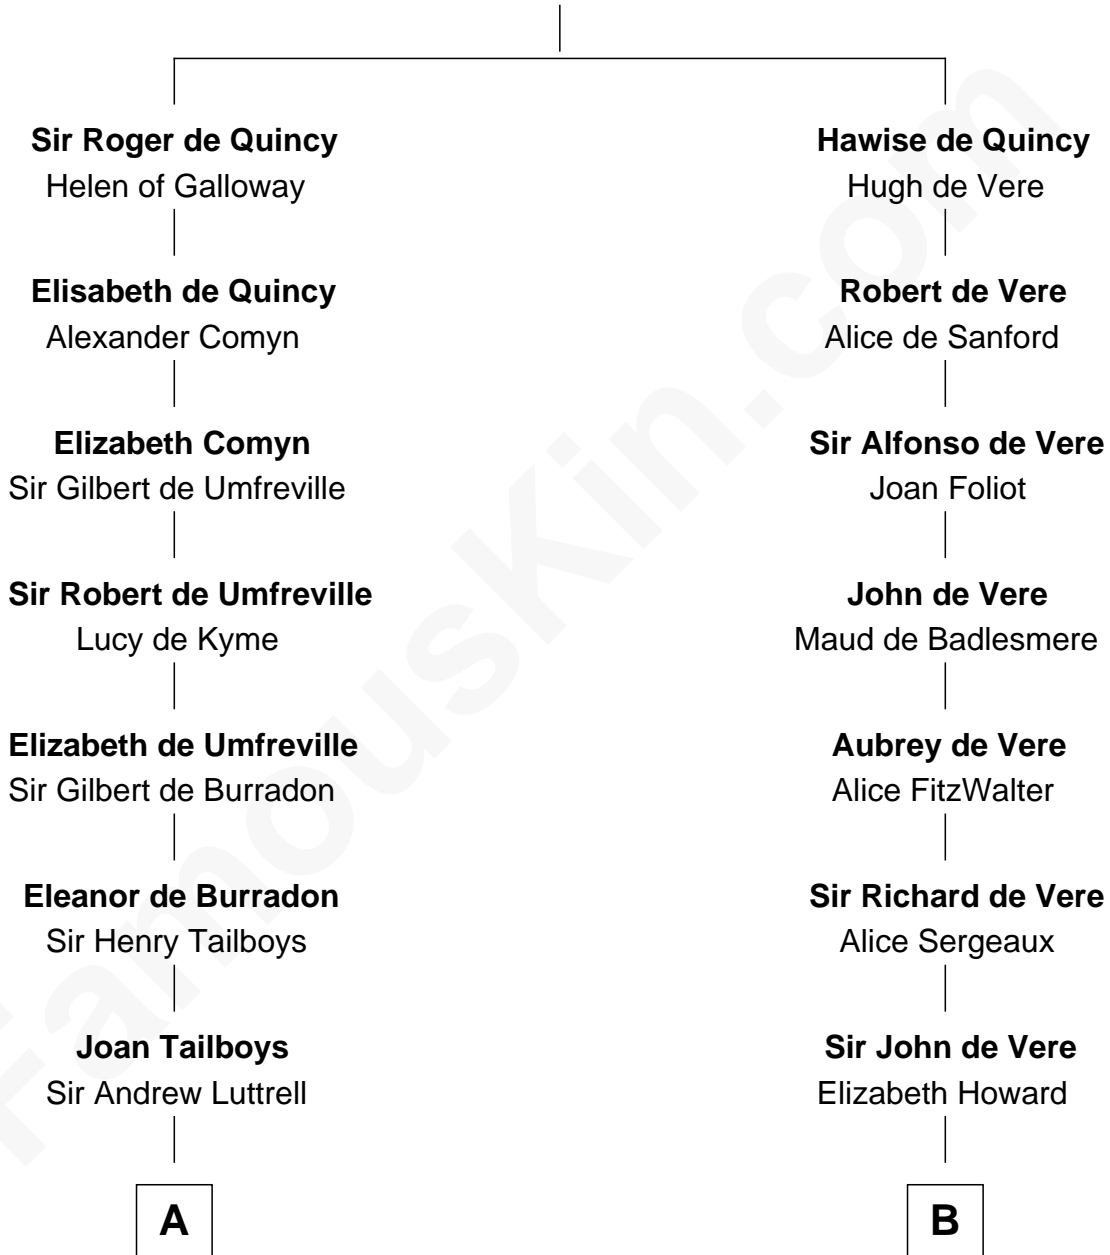 Sir Roger de Quincy
Helen of Galloway
Elisabeth de Quincy
Alexander Comyn
Elizabeth Comyn
Sir Gilbert de Umfreville
Sir Robert de Umfreville
Lucy de Kyme
Elizabeth de Umfreville
Sir Gilbert de Burradon
Eleanor de Burradon
Sir Henry Tailboys
Joan Tailboys
Sir Andrew Luttrell
A
Hawise de Quincy
Hugh de Vere
Robert de Vere
Alice de Sanford
Sir Alfonso de Vere
Joan Foliot
John de Vere
Maud de Badlesmere
Aubrey de Vere
Alice FitzWalter
Sir Richard de Vere
Alice Sergeaux
Sir John de Vere
Elizabeth Howard
B
FamousKin.com